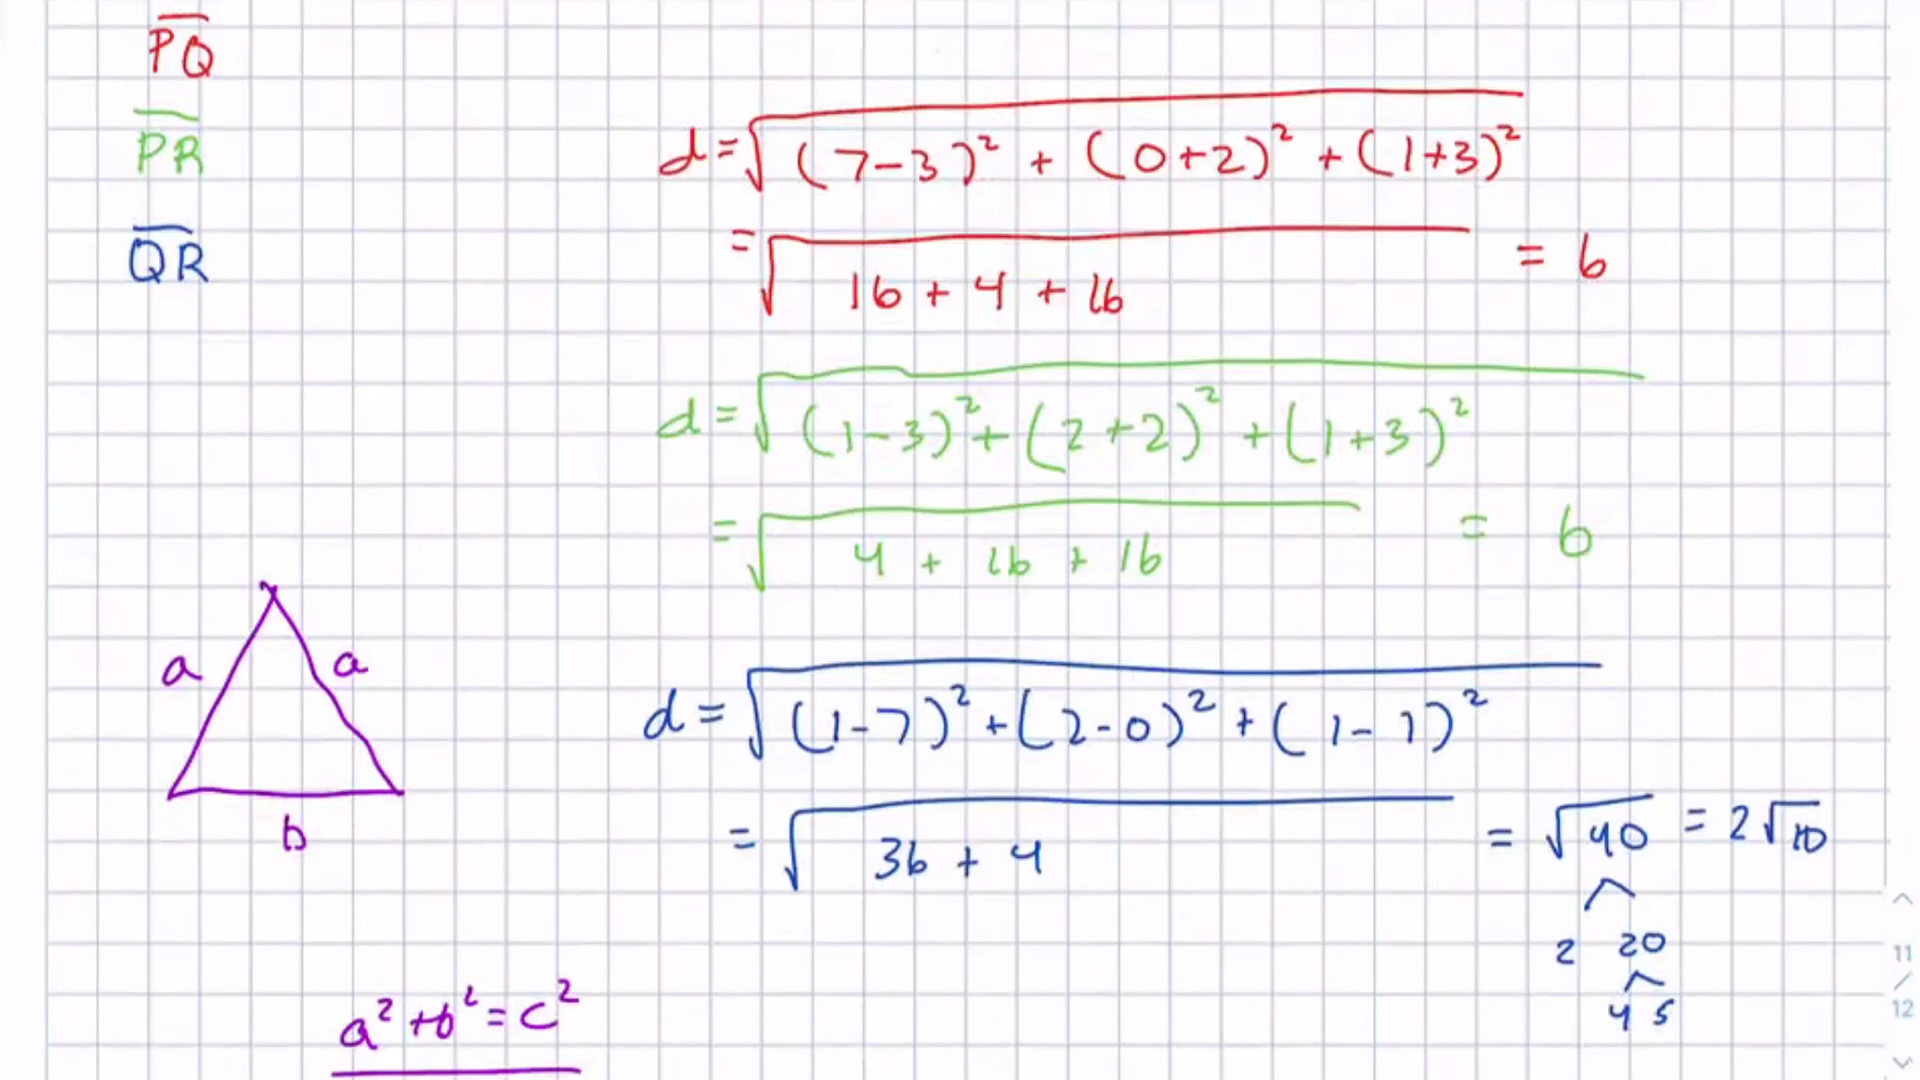 PQ
PR
QR
d=√(7-3)² + (0+2)² + (1+3)²
=√16 + 4 + 16 = 6
d=√(1-3)²+(2+2)²+(1+3)²
=√4 + 16 + 16 = 6
a a
b
d=√(1-7)²+(2-0)²+(1-1)²
=√36 + 4 = √40 = 2√10
2 20
4 5
a²+b²=c²
11
/
12